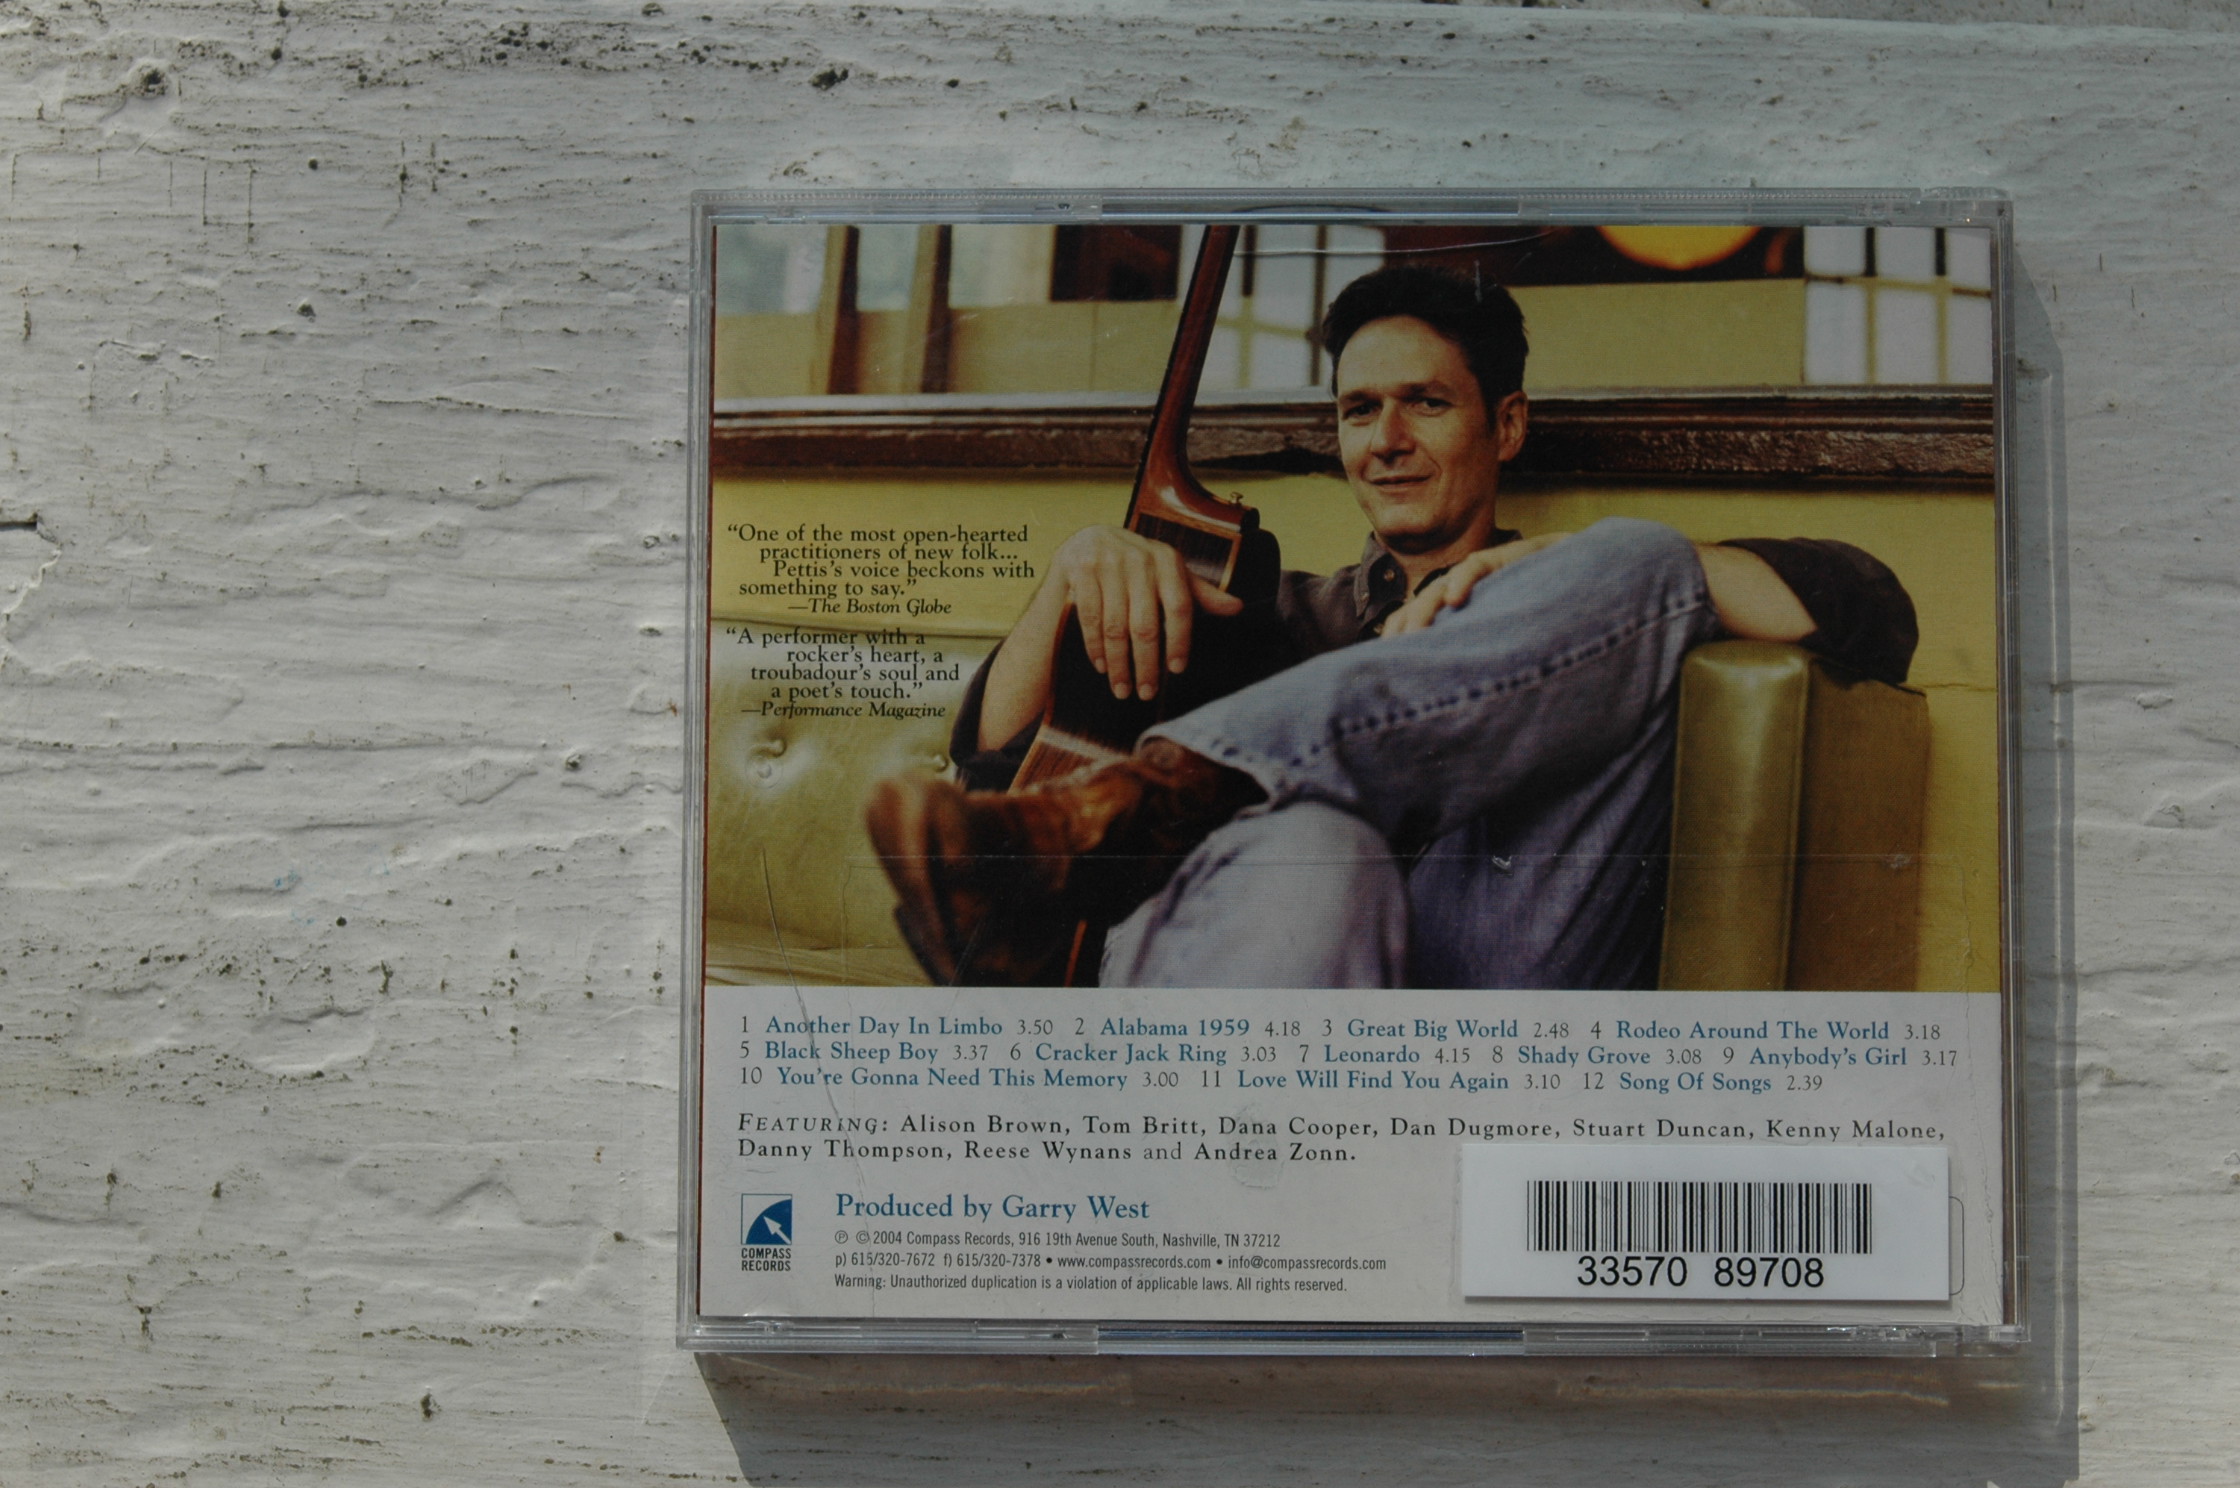 “One of the most open-hearted
practitioners of new folk...
Pettis's voice beckons with
something to say.”
—The Boston Globe
“A performer with a
rocker's heart, a
troubadour's soul and
a poet's touch.”
—Performance Magazine
1 Another Day In Limbo 3.50 2 Alabama 1959 4.18 3 Great Big World 2.48 4 Rodeo Around The World 3.18
5 Black Sheep Boy 3.37 6 Cracker Jack Ring 3.03 7 Leonardo 4.15 8 Shady Grove 3.08 9 Anybody's Girl 3.17
10 You're Gonna Need This Memory 3.00 11 Love Will Find You Again 3.10 12 Song Of Songs 2.39
FEATURING: Alison Brown, Tom Britt, Dana Cooper, Dan Dugmore, Stuart Duncan, Kenny Malone,
Danny Thompson, Reese Wynans and Andrea Zonn.
Produced by Garry West
℗ © 2004 Compass Records, 916 19th Avenue South, Nashville, TN 37212
p) 615/320-7672 f) 615/320-7378 • www.compassrecords.com • info@compassrecords.com
Warning: Unauthorized duplication is a violation of applicable laws. All rights reserved.
COMPASS
RECORDS
33570 89708